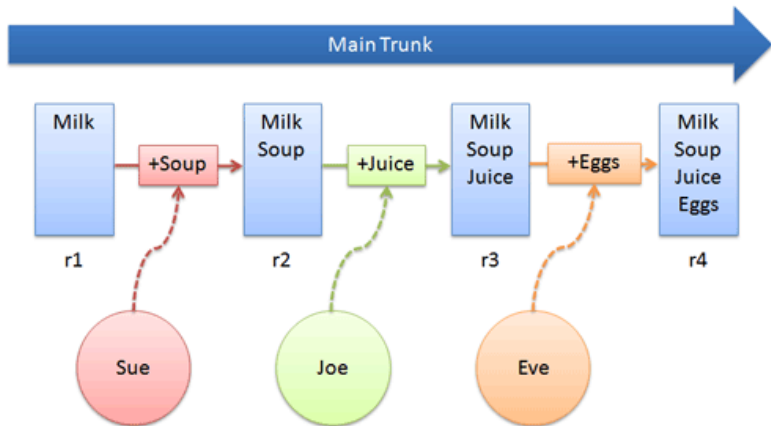 Main Trunk
Milk
+Soup
Milk
Soup
+Juice
Milk
Soup
Juice
+Eggs
Milk
Soup
Juice
Eggs
r1
r2
r3
r4
Sue
Joe
Eve